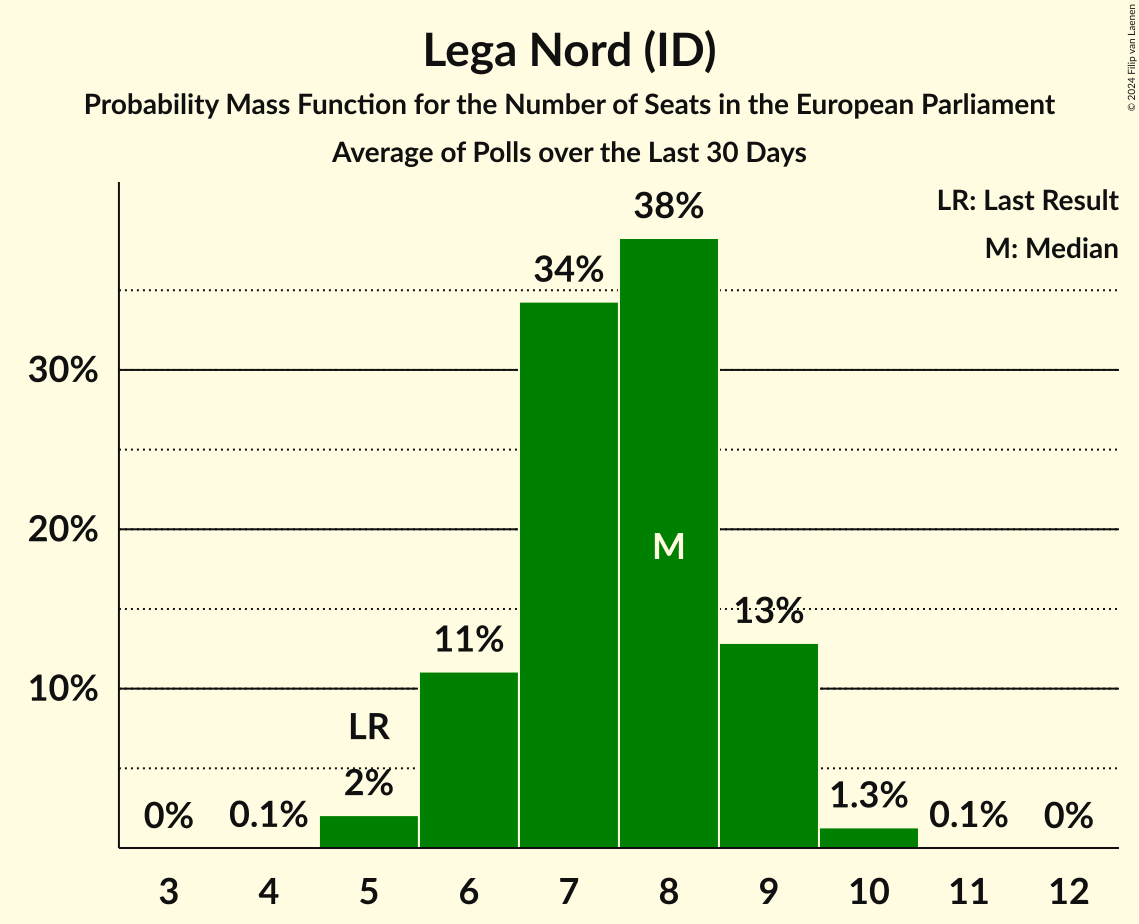 Lega Nord (ID)
Probability Mass Function for the Number of Seats in the European Parliament
Average of Polls over the Last 30 Days
© 2024 Filip van Laenen
LR: Last Result
M: Median
38%
34%
30%
20%
M
13%
11%
10%
LR
2%
1.3%
0% 0.1% 0.1% 0%
3 4 5 6 7 8 9 10 11 12